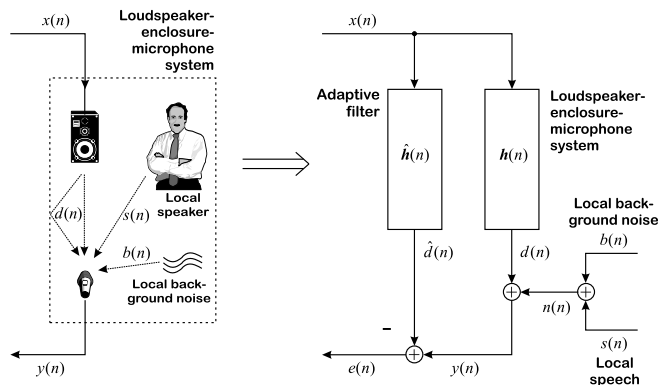 x(n)
Loudspeaker-
enclosure-
microphone
system
d(n)
s(n)
Local
speaker
b(n)
Local back-
ground noise
y(n)
x(n)
Adaptive
filter
ĥ(n)
h(n)
Loudspeaker-
enclosure-
microphone
system
d̂(n)
d(n)
Local back-
ground noise
b(n)
n(n)
s(n)
Local
speech
−
e(n)
y(n)